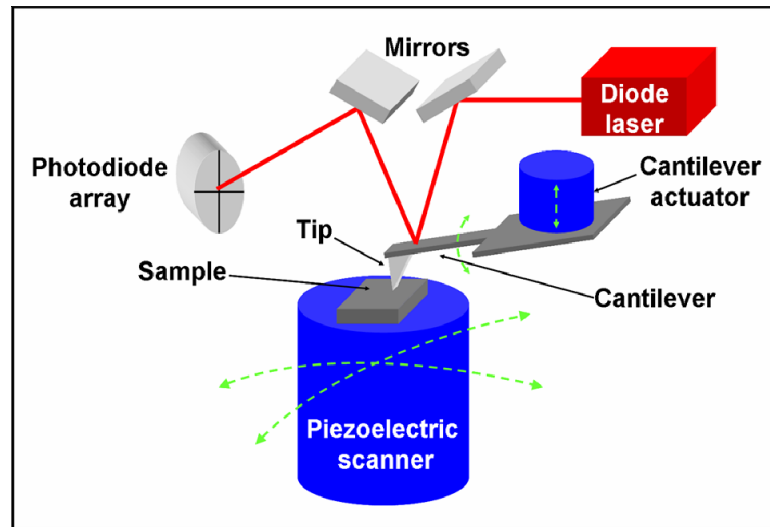 Mirrors
Diode
laser
Photodiode
array
Cantilever
actuator
Tip
Sample
Cantilever
Piezoelectric
scanner